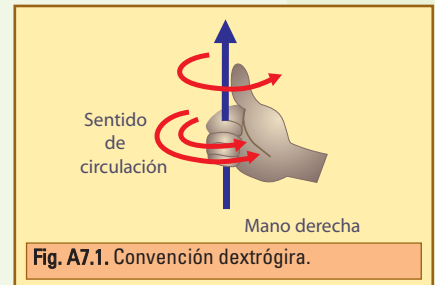 Sentido
de
circulación
Mano derecha
Fig. A7.1. Convención dextrógira.